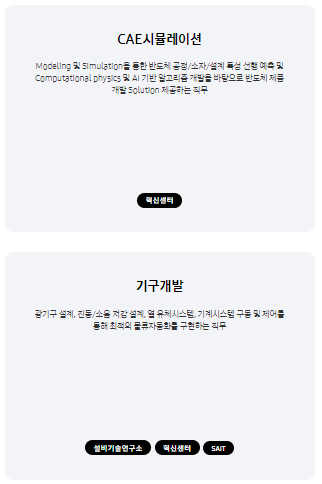 CAE시뮬레이션
Modeling 및 Simulation을 통한 반도체 공정/소자/설계 특성 선행 예측 및
Computational physics 및 AI 기반 알고리즘 개발을 바탕으로 반도체 제품
개발 Solution 제공하는 직무
혁신센터
기구개발
광기구 설계, 진동/소음 저감 설계, 열 유체시스템, 기계시스템 구동 및 제어를
통해 최적의 물류자동화를 구현하는 직무
설비기술연구소 혁신센터 SAIT